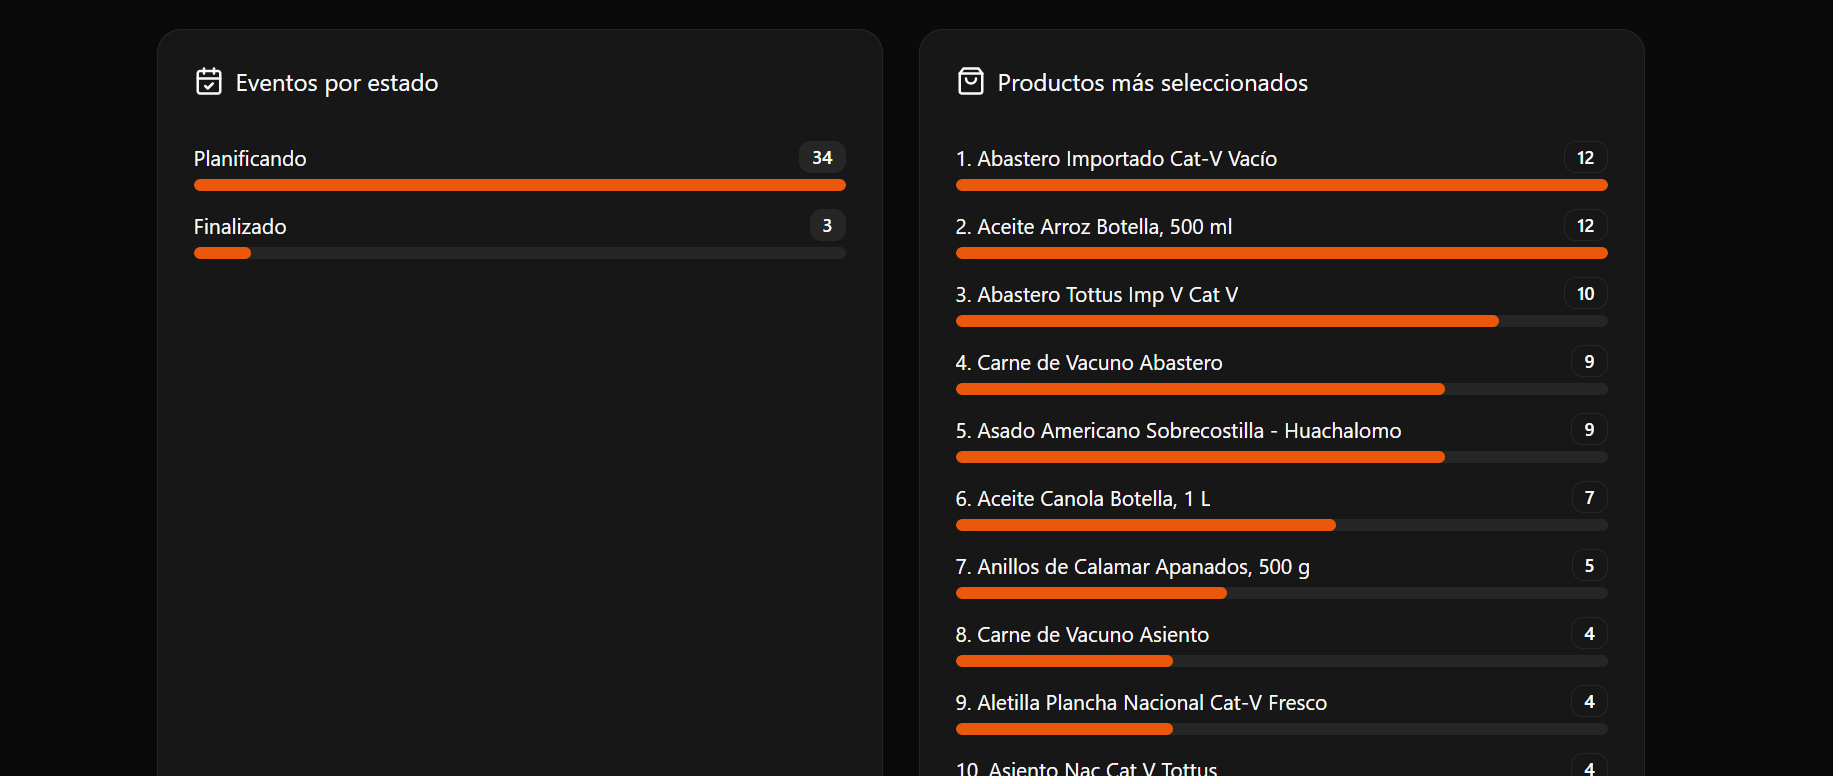 Eventos por estado
Planificando 34
Finalizado 3
Productos más seleccionados
1. Abastero Importado Cat-V Vacío 12
2. Aceite Arroz Botella, 500 ml 12
3. Abastero Tottus Imp V Cat V 10
4. Carne de Vacuno Abastero 9
5. Asado Americano Sobrecostilla - Huachalomo 9
6. Aceite Canola Botella, 1 L 7
7. Anillos de Calamar Apanados, 500 g 5
8. Carne de Vacuno Asiento 4
9. Aletilla Plancha Nacional Cat-V Fresco 4
10. Asiento Nac Cat V Tottus 4